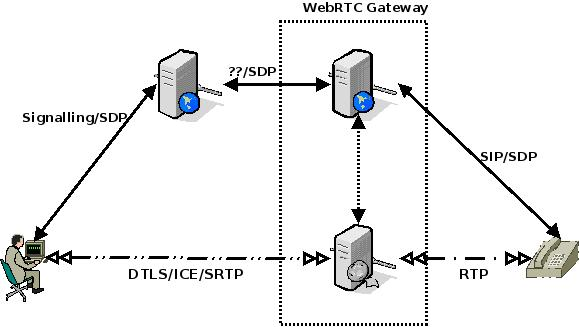 WebRTC Gateway
??/SDP
Signalling/SDP
SIP/SDP
DTLS/ICE/SRTP
RTP